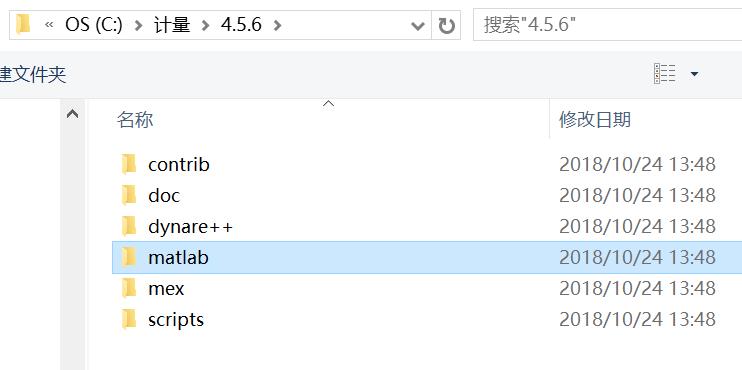 « OS (C:) > 计量 > 4.5.6 >
搜索"4.5.6"
建文件夹
名称 修改日期
contrib 2018/10/24 13:48
doc 2018/10/24 13:48
dynare++ 2018/10/24 13:48
matlab 2018/10/24 13:48
mex 2018/10/24 13:48
scripts 2018/10/24 13:48